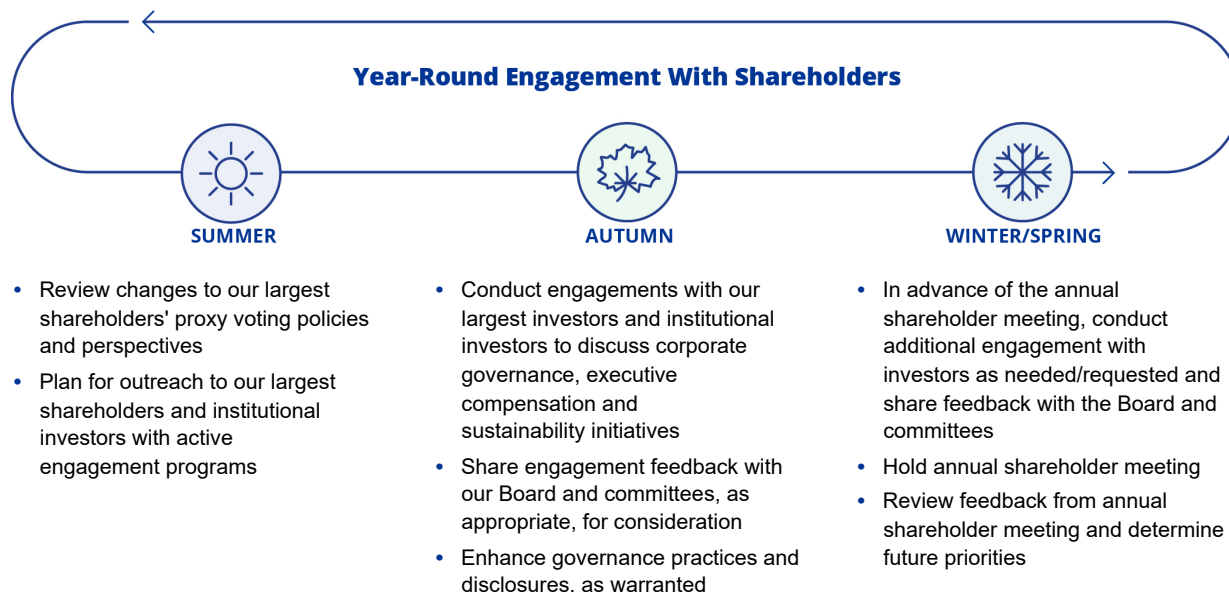 Year-Round Engagement With Shareholders
SUMMER
• Review changes to our largest
shareholders' proxy voting policies
and perspectives
• Plan for outreach to our largest
shareholders and institutional
investors with active
engagement programs
AUTUMN
• Conduct engagements with our
largest investors and institutional
investors to discuss corporate
governance, executive
compensation and
sustainability initiatives
• Share engagement feedback with
our Board and committees, as
appropriate, for consideration
• Enhance governance practices and
disclosures, as warranted
WINTER/SPRING
• In advance of the annual
shareholder meeting, conduct
additional engagement with
investors as needed/requested and
share feedback with the Board and
committees
• Hold annual shareholder meeting
• Review feedback from annual
shareholder meeting and determine
future priorities